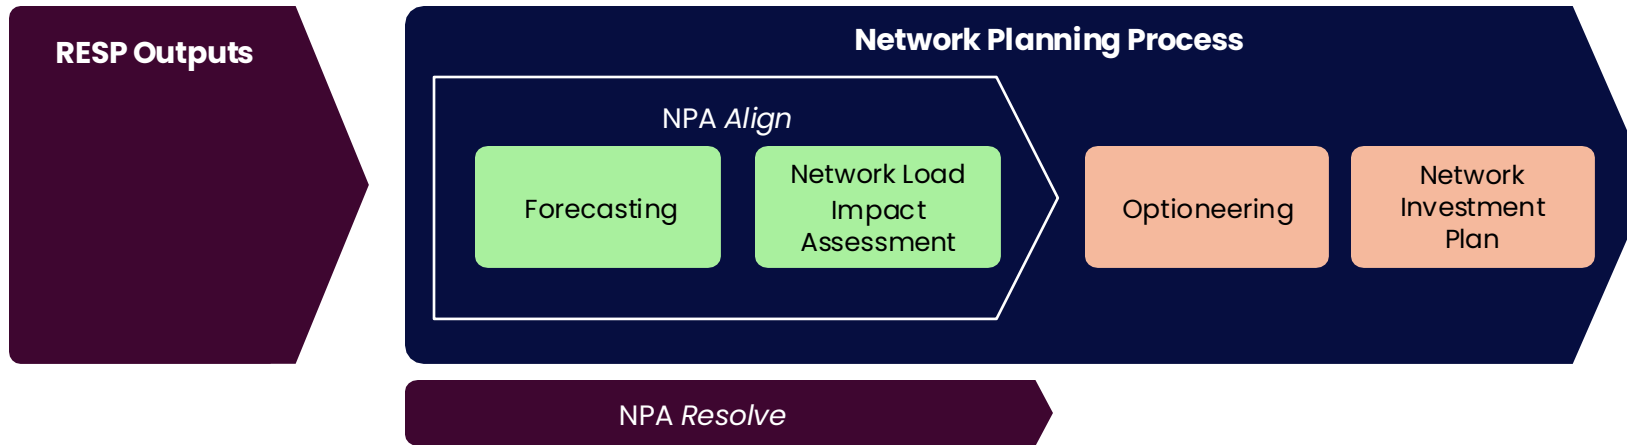 RESP Outputs
Network Planning Process
NPA Align
Forecasting
Network Load
Impact
Assessment
Optioneering
Network
Investment
Plan
NPA Resolve